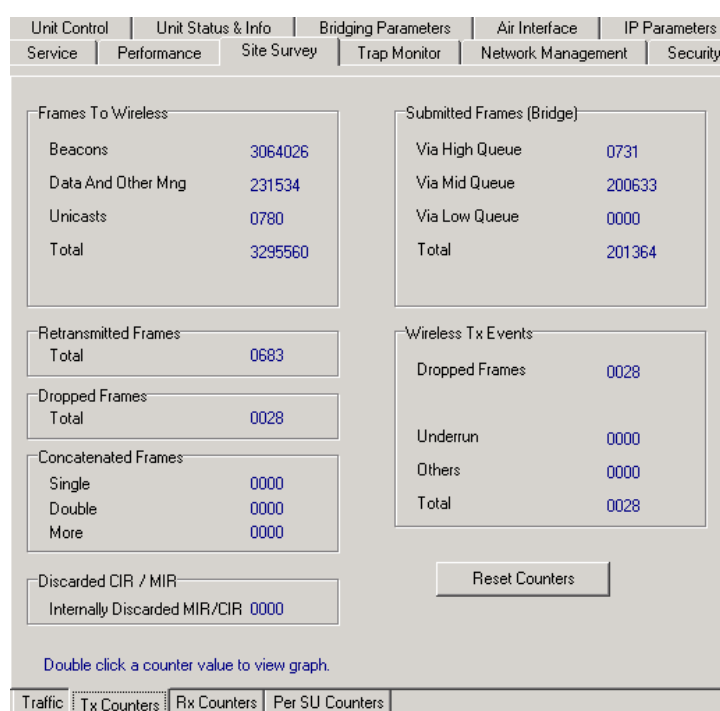 Unit Control Unit Status & Info Bridging Parameters Air Interface IP Parameters
Service Performance Site Survey Trap Monitor Network Management Security
Frames To Wireless
Beacons 3064026
Data And Other Mng 231534
Unicasts 0780
Total 3295560
Submitted Frames (Bridge)
Via High Queue 0731
Via Mid Queue 200633
Via Low Queue 0000
Total 201364
Retransmitted Frames
Total 0683
Dropped Frames
Total 0028
Concatenated Frames
Single 0000
Double 0000
More 0000
Wireless Tx Events
Dropped Frames 0028
Underrun 0000
Others 0000
Total 0028
Discarded CIR / MIR
Internally Discarded MIR/CIR 0000
Reset Counters
Double click a counter value to view graph.
Traffic Tx Counters Rx Counters Per SU Counters